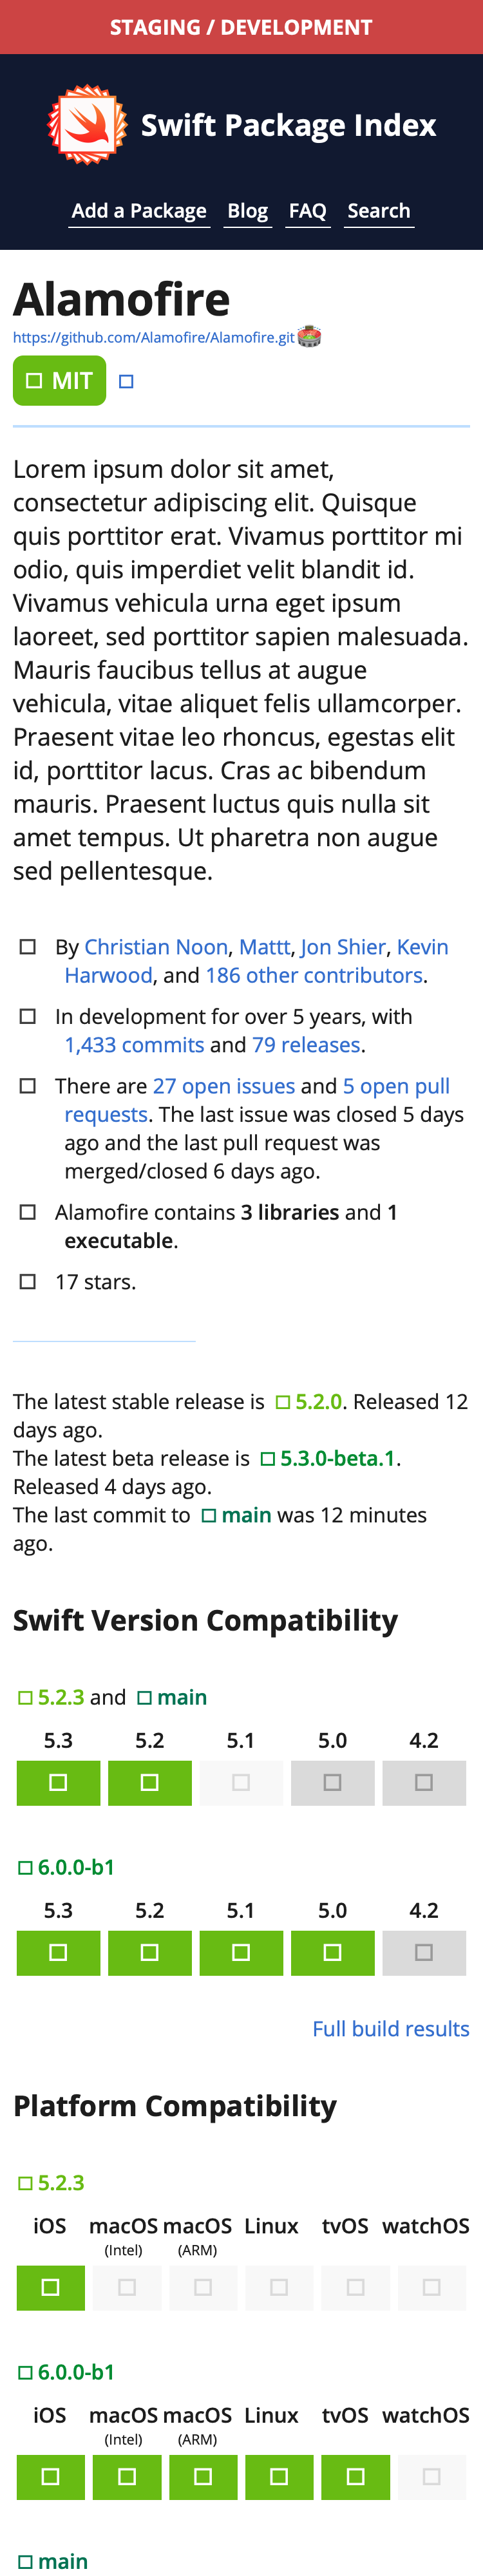 STAGING / DEVELOPMENT
Swift Package Index
Add a Package Blog FAQ Search
Alamofire
https://github.com/Alamofire/Alamofire.git
MIT
Lorem ipsum dolor sit amet,
consectetur adipiscing elit. Quisque
quis porttitor erat. Vivamus porttitor mi
odio, quis imperdiet velit blandit id.
Vivamus vehicula urna eget ipsum
laoreet, sed porttitor sapien malesuada.
Mauris faucibus tellus at augue
vehicula, vitae aliquet felis ullamcorper.
Praesent vitae leo rhoncus, egestas elit
id, porttitor lacus. Cras ac bibendum
mauris. Praesent luctus quis nulla sit
amet tempus. Ut pharetra non augue
sed pellentesque.
By Christian Noon, Mattt, Jon Shier, Kevin
Harwood, and 186 other contributors.
In development for over 5 years, with
1,433 commits and 79 releases.
There are 27 open issues and 5 open pull
requests. The last issue was closed 5 days
ago and the last pull request was
merged/closed 6 days ago.
Alamofire contains 3 libraries and 1
executable.
17 stars.
The latest stable release is 5.2.0. Released 12
days ago.
The latest beta release is 5.3.0-beta.1.
Released 4 days ago.
The last commit to main was 12 minutes
ago.
Swift Version Compatibility
5.2.3 and main
5.3 5.2 5.1 5.0 4.2
6.0.0-b1
5.3 5.2 5.1 5.0 4.2
Full build results
Platform Compatibility
5.2.3
iOS macOS macOS Linux tvOS watchOS
(Intel) (ARM)
6.0.0-b1
iOS macOS macOS Linux tvOS watchOS
(Intel) (ARM)
main